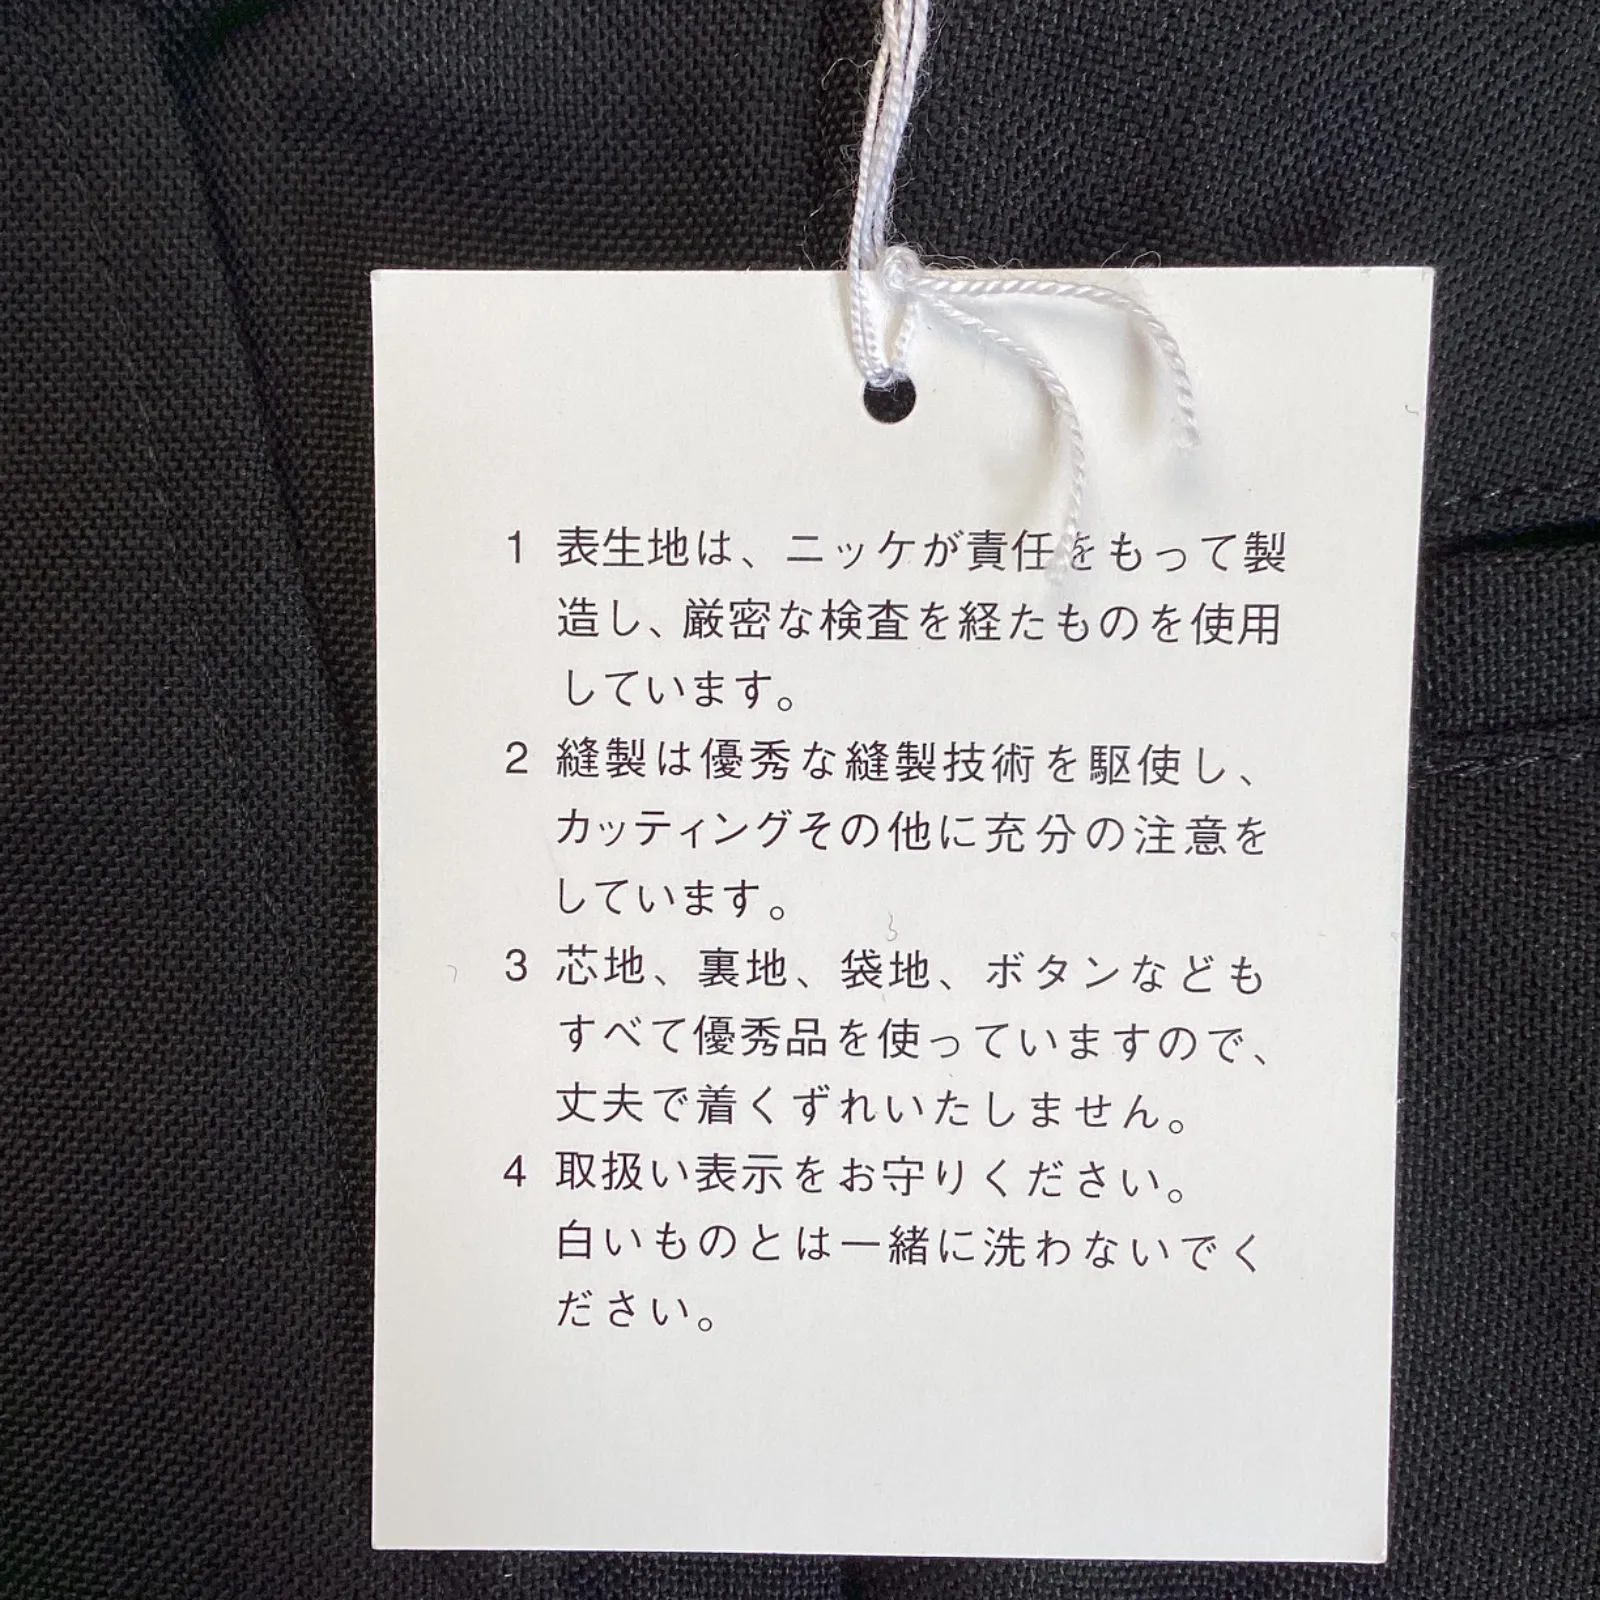 1 表生地は、ニッケが責任をもって製
造し、厳密な検査を経たものを使用
しています。
2 縫製は優秀な縫製技術を駆使し、
カッティングその他に充分の注意を
しています。
3 芯地、裏地、袋地、ボタンなども
すべて優秀品を使っていますので、
丈夫で着くずれいたしません。
4 取扱い表示をお守りください。
白いものとは一緒に洗わないでく
ださい。